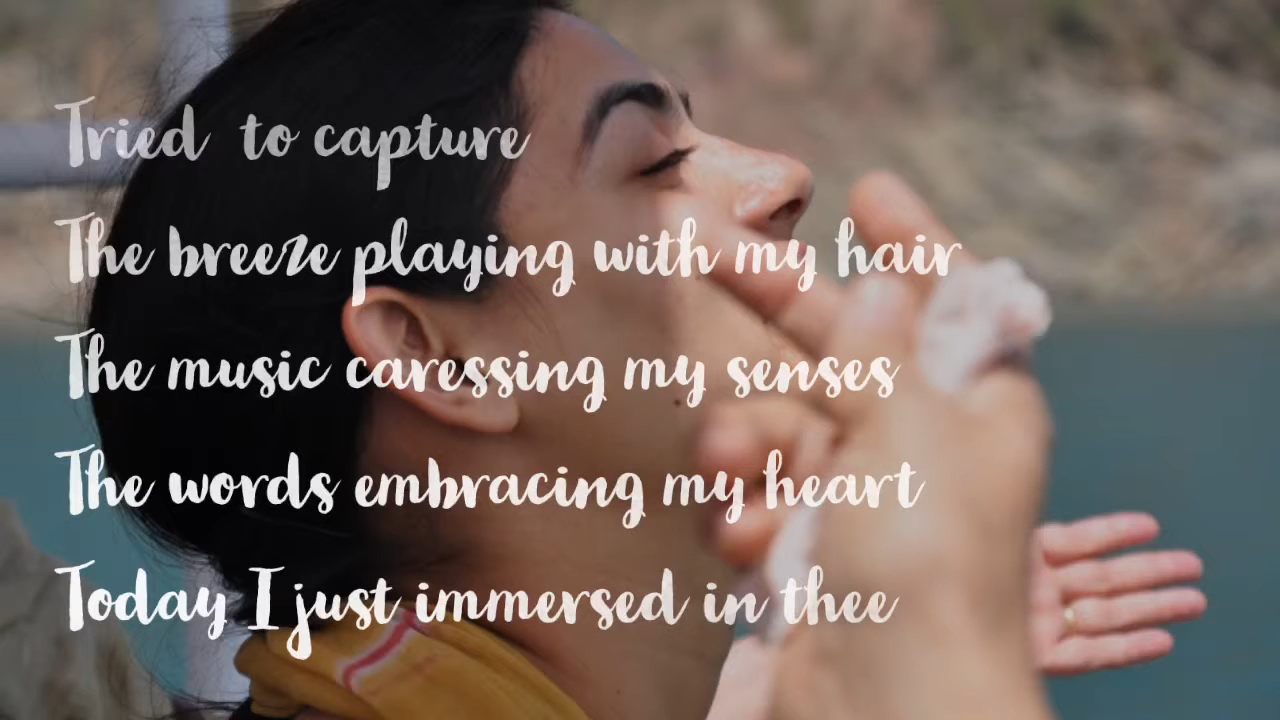 Tried to capture
The breeze playing with my hair
The music caressing my senses
The words embracing my heart
Today I just immersed in thee